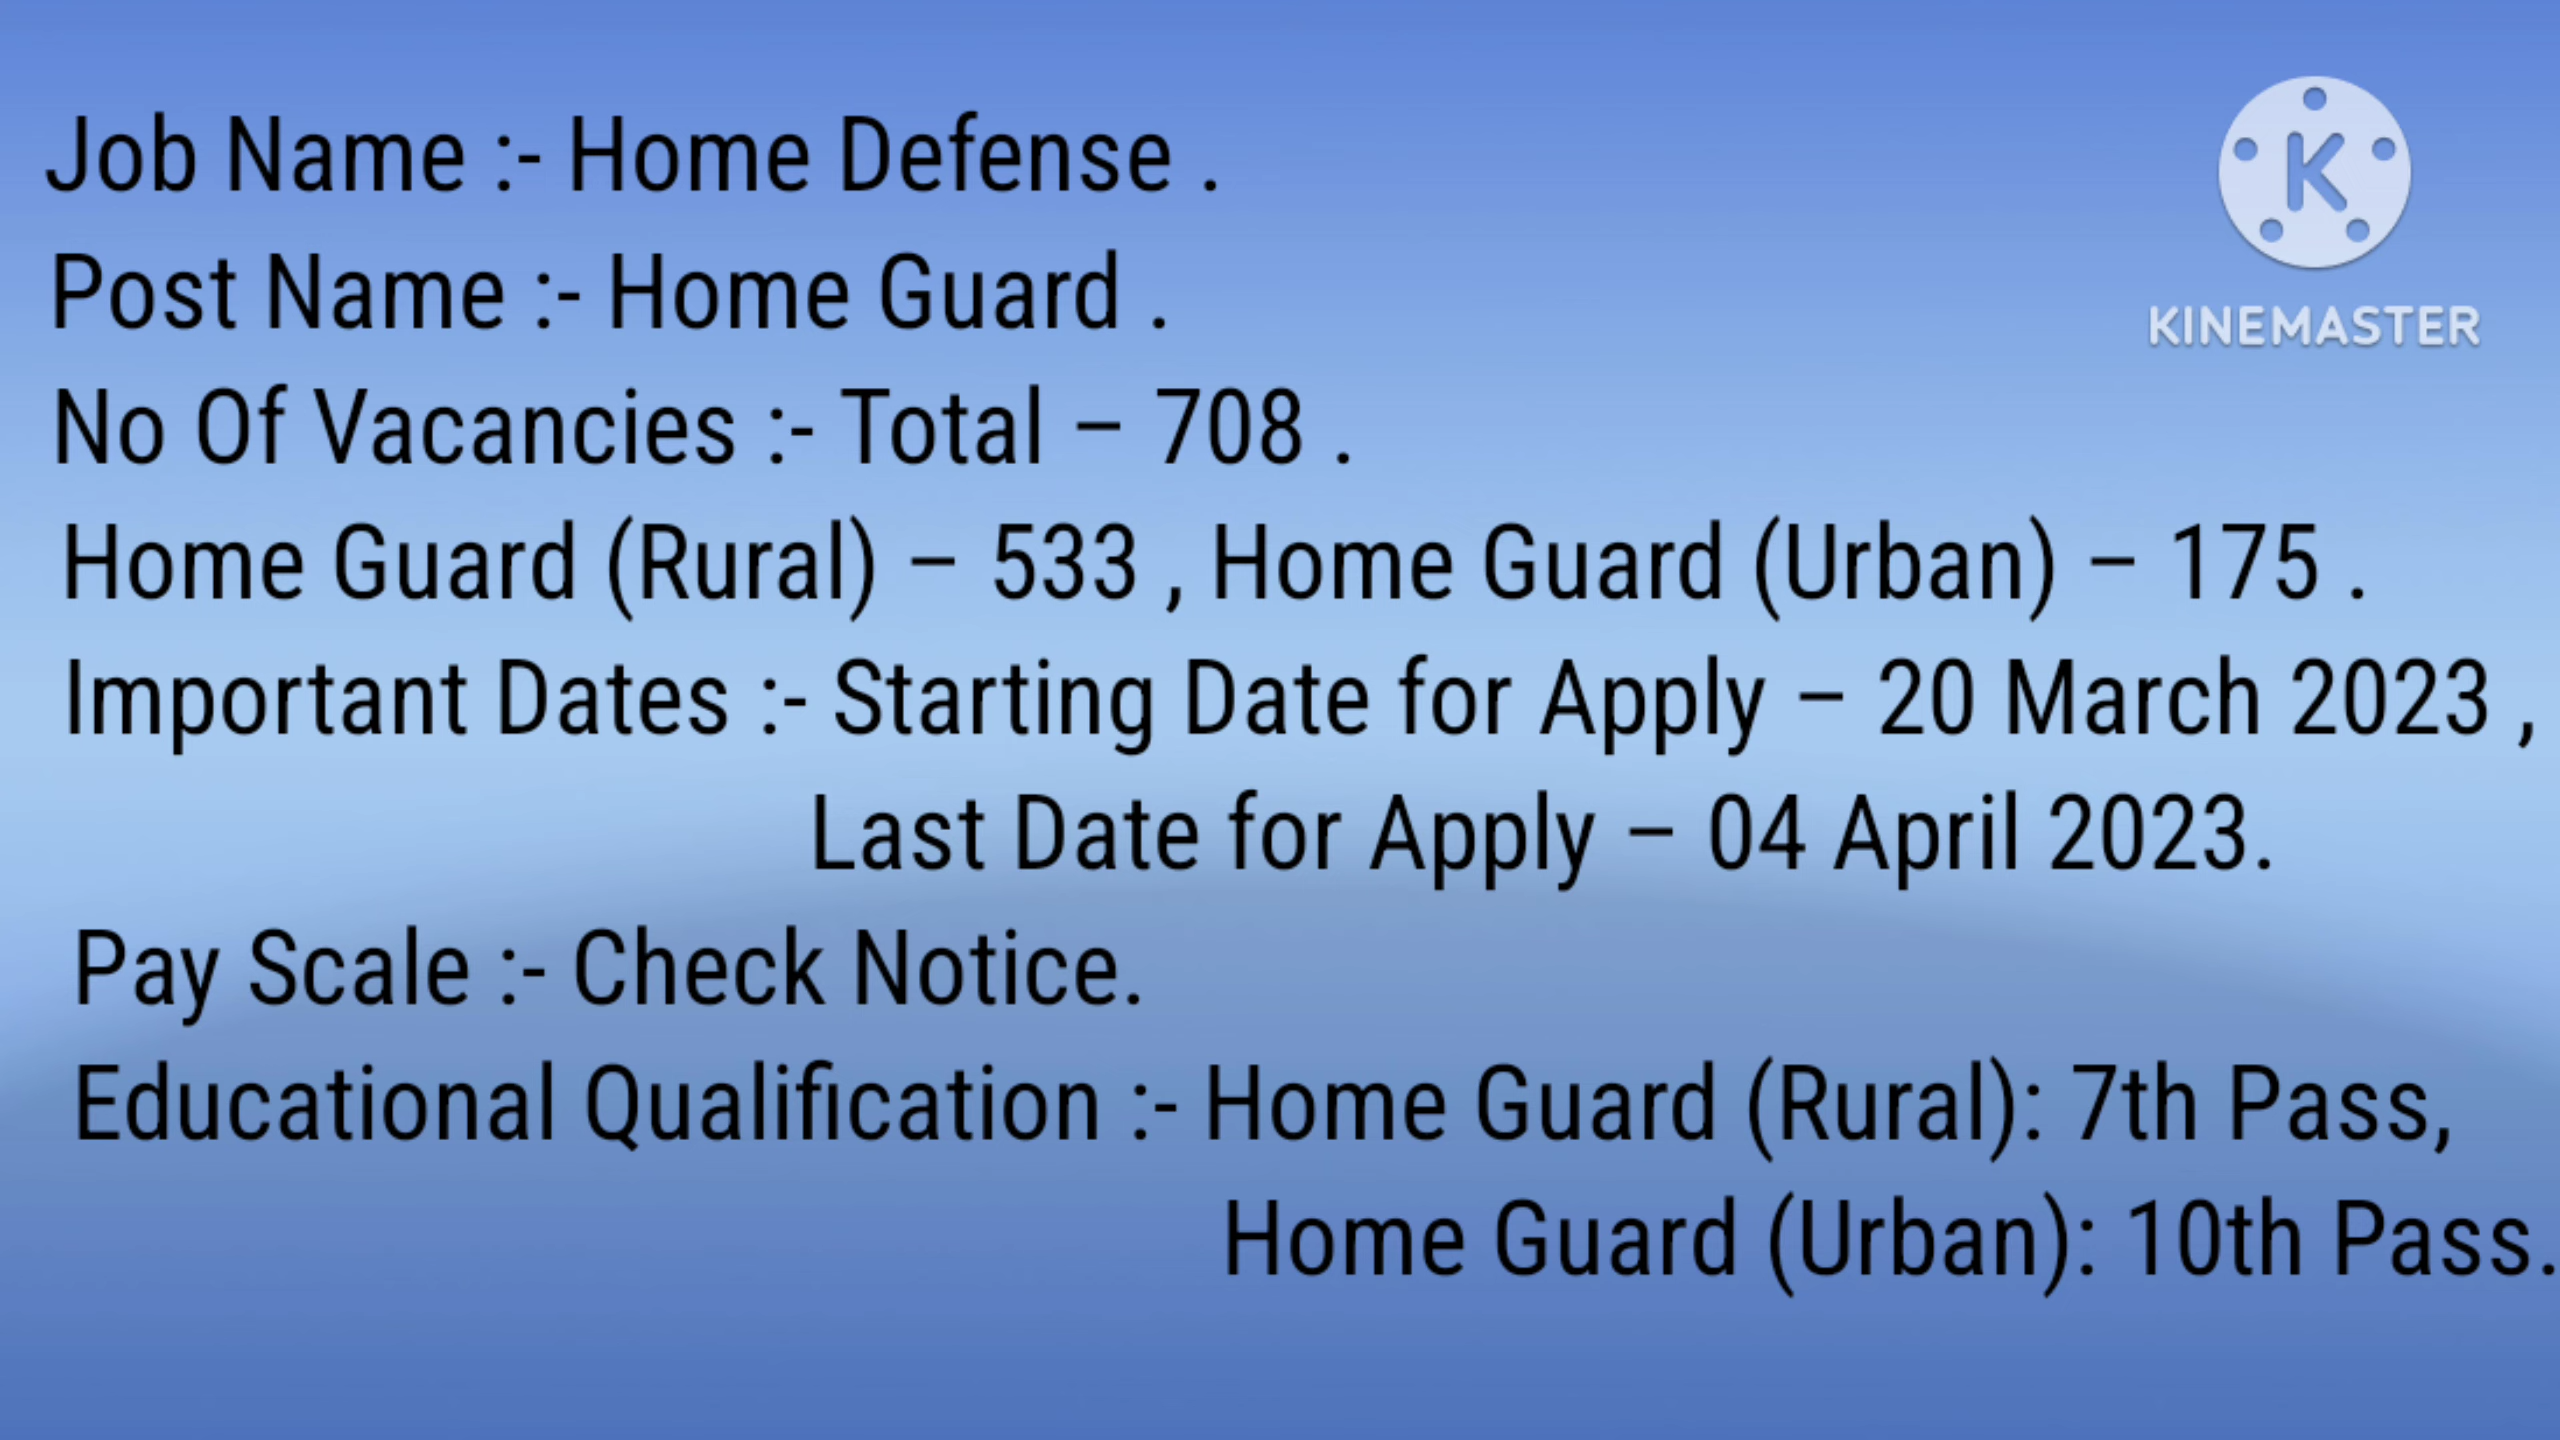 Job Name :- Home Defense .
KINEMASTER
Post Name :- Home Guard .
No Of Vacancies :- Total – 708 .
Home Guard (Rural) – 533 , Home Guard (Urban) – 175 .
Important Dates :- Starting Date for Apply – 20 March 2023 ,
Last Date for Apply – 04 April 2023.
Pay Scale :- Check Notice.
Educational Qualification :- Home Guard (Rural): 7th Pass,
Home Guard (Urban): 10th Pass.